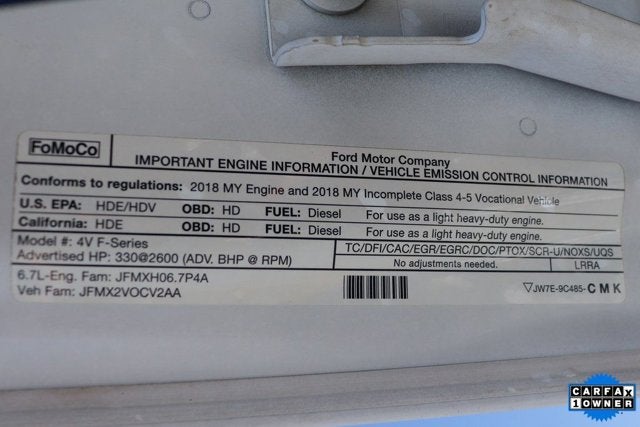 FoMoCo
Ford Motor Company
IMPORTANT ENGINE INFORMATION / VEHICLE EMISSION CONTROL INFORMATION
Conforms to regulations: 2018 MY Engine and 2018 MY Incomplete Class 4-5 Vocational Vehicle
U.S. EPA: HDE/HDV OBD: HD FUEL: Diesel For use as a light heavy-duty engine.
California: HDE OBD: HD FUEL: Diesel For use as a light heavy-duty engine.
Model #: 4V F-Series
Advertised HP: 330@2600 (ADV. BHP @ RPM)
TC/DFI/CAC/EGR/EGRC/DOC/PTOX/SCR-U/NOXS/UQS
No adjustments needed. LRRA
6.7L-Eng. Fam: JFMXH06.7P4A
Veh Fam: JFMX2VOCV2AA
JW7E-9C485-CMK
CARFAX
1 OWNER